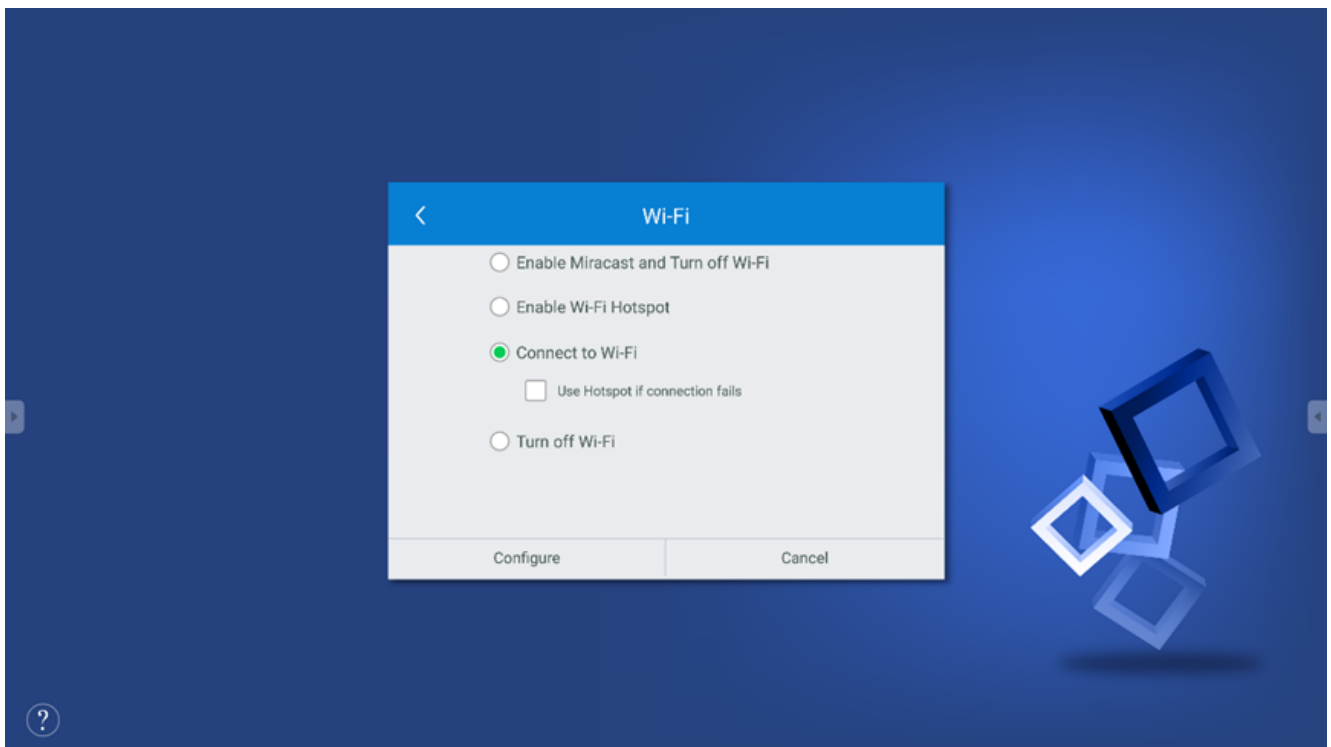 Wi-Fi
Enable Miracast and Turn off Wi-Fi
Enable Wi-Fi Hotspot
Connect to Wi-Fi
Use Hotspot if connection fails
Turn off Wi-Fi
Configure Cancel
?